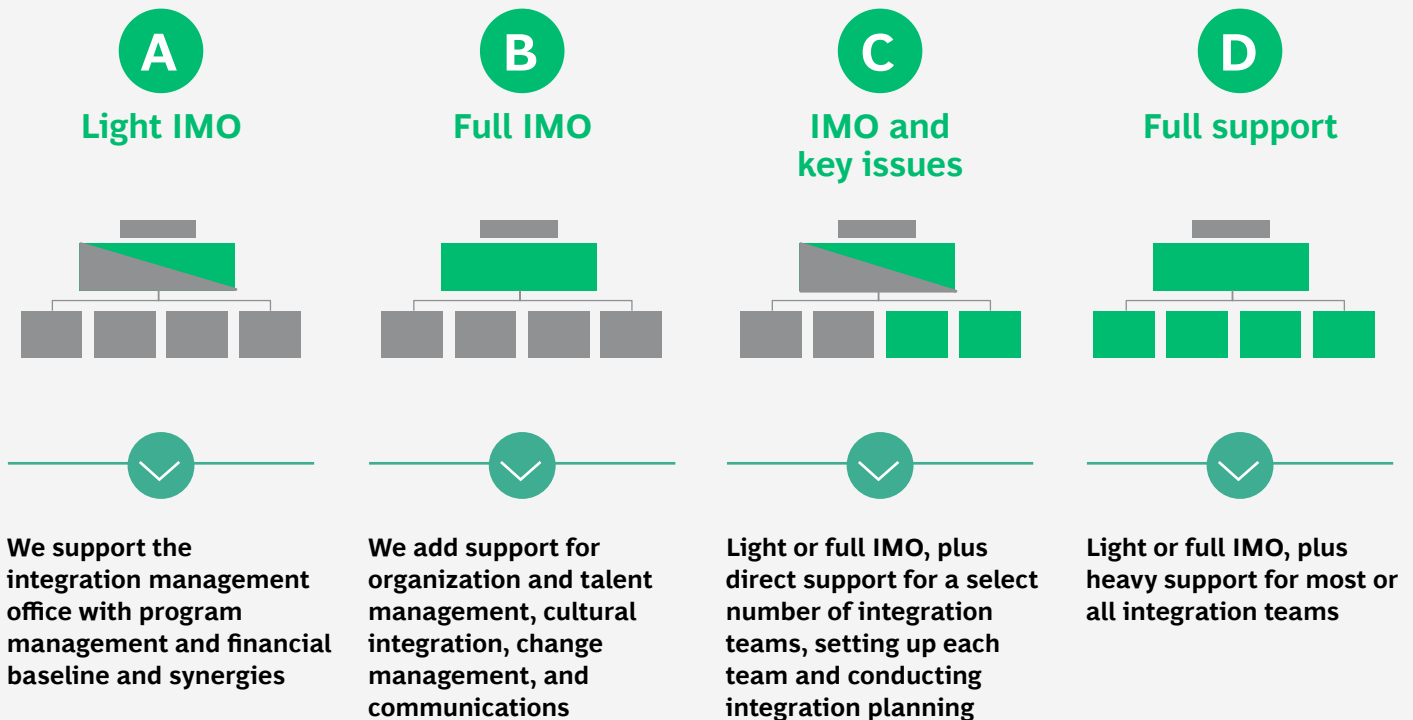 A
Light IMO
We support the
integration management
office with program
management and financial
baseline and synergies
B
Full IMO
We add support for
organization and talent
management, cultural
integration, change
management, and
communications
C
IMO and
key issues
Light or full IMO, plus
direct support for a select
number of integration
teams, setting up each
team and conducting
integration planning
D
Full support
Light or full IMO, plus
heavy support for most or
all integration teams